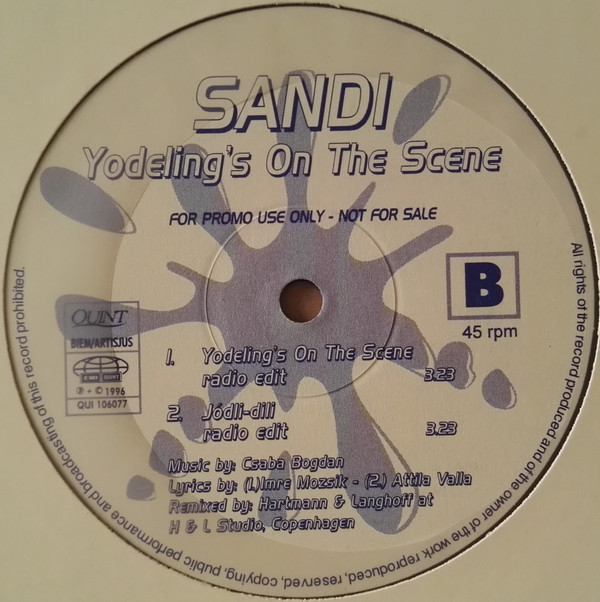 SANDI
Yodeling's On The Scene
FOR PROMO USE ONLY - NOT FOR SALE
B
45 rpm
QUINT
BIEM/ARTISJUS
℗ + © 1996
QUI 106077
1. Yodeling's On The Scene
radio edit 3.23
2. Jódli-dili
radio edit 3.23
Music by: Csaba Bogdan
Lyrics by: (1.)Imre Mozsik - (2.) Attila Valla
Remixed by: Hartmann & Langhoff at
H & L Studio, Copenhagen
All rights of the record produced and of the owner of the work reproduced, reserved, copying, public performance and broadcasting of this record prohibited.